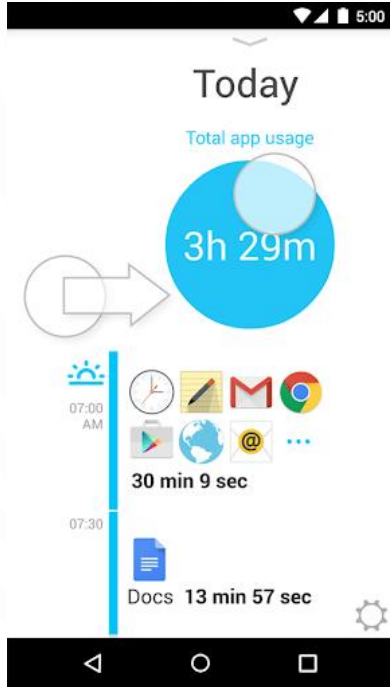 5:00
Today
Total app usage
3h 29m
07:00
AM
@
30 min 9 sec
07:30
Docs 13 min 57 sec